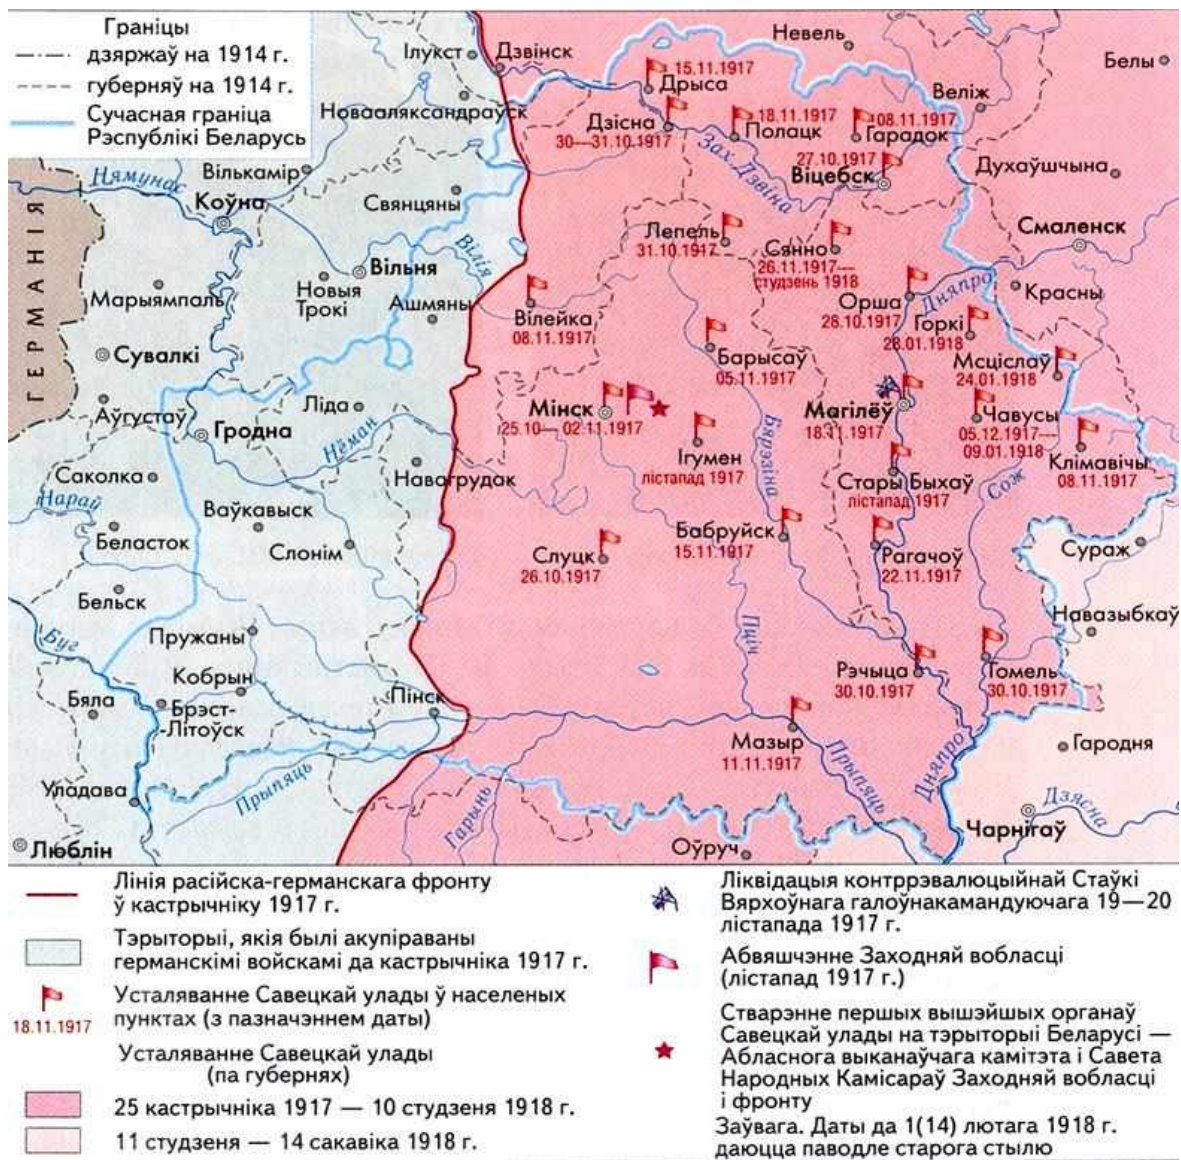 Граніцы
дзяржаў на 1914 г.
губерняў на 1914 г.
Сучасная граніца
Рэспублікі Беларусь
ГЕРМАНІЯ
Ілукст
Дзвінск
Новааляксандраўск
Невель
Белы
Веліж
15.11.1917
Дрыса
Дзісна
30—31.10.1917
18.11.1917
Полацк
08.11.1917
Гарадок
27.10.1917
Віцебск
Зах. Дзвіна
Духаўшчына
Вількамір
Нямунас
Коўна
Свянцяны
Вілія
Лепель
31.10.1917
Сянно
26.11.1917—
студзень 1918
Смаленск
Вільня
Новыя
Трокі
Ашмяны
Марыямпаль
Вілейка
08.11.1917
Орша
28.10.1917
Дняпро
Красны
Горкі
28.01.1918
Сувалкі
Барысаў
05.11.1917
Мсціслаў
24.01.1918
Аўгустаў
Ліда
Гродна
Нёман
Мінск
25.10— 02.11.1917
Магілёў
18.11.1917
Чавусы
05.12.1917—
09.01.1918
Бярэзіна
Ігумен
лістапад 1917
Клімавічы
08.11.1917
Саколка
Навагрудак
Стары Быхаў
лістапад 1917
Сож
Нараў
Ваўкавыск
Беласток
Слонім
Слуцк
26.10.1917
Бабруйск
15.11.1917
Рагачоў
22.11.1917
Сураж
Бельск
Навазыбкаў
Буг
Пружаны
Пціч
Кобрын
Бяла
Брэст-
-Літоўск
Пінск
Рэчыца
30.10.1917
Гомель
30.10.1917
Мазыр
11.11.1917
Гародня
Прыпяць
Прыпяць
Дняпро
Уладава
Гарынь
Дзясна
Чарнігаў
Люблін
Оўруч
Лінія расійска-германскага фронту
ў кастрычніку 1917 г.
Тэрыторыі, якія былі акупіраваны
германскімі войскамі да кастрычніка 1917 г.
18.11.1917
Усталяванне Савецкай улады ў населеных
пунктах (з пазначэннем даты)
Усталяванне Савецкай улады
(па губернях)
25 кастрычніка 1917 — 10 студзеня 1918 г.
11 студзеня — 14 сакавіка 1918 г.
Ліквідацыя контррэвалюцыйнай Стаўкі
Вярхоўнага галоўнакамандуючага 19—20
лістапада 1917 г.
Абвяшчэнне Заходняй вобласці
(лістапад 1917 г.)
Стварэнне першых вышэйшых органаў
Савецкай улады на тэрыторыі Беларусі —
Абласнога выканаўчага камітэта і Савета
Народных Камісараў Заходняй вобласці
і фронту
Заўвага. Даты да 1(14) лютага 1918 г.
даюцца паводле старога стылю